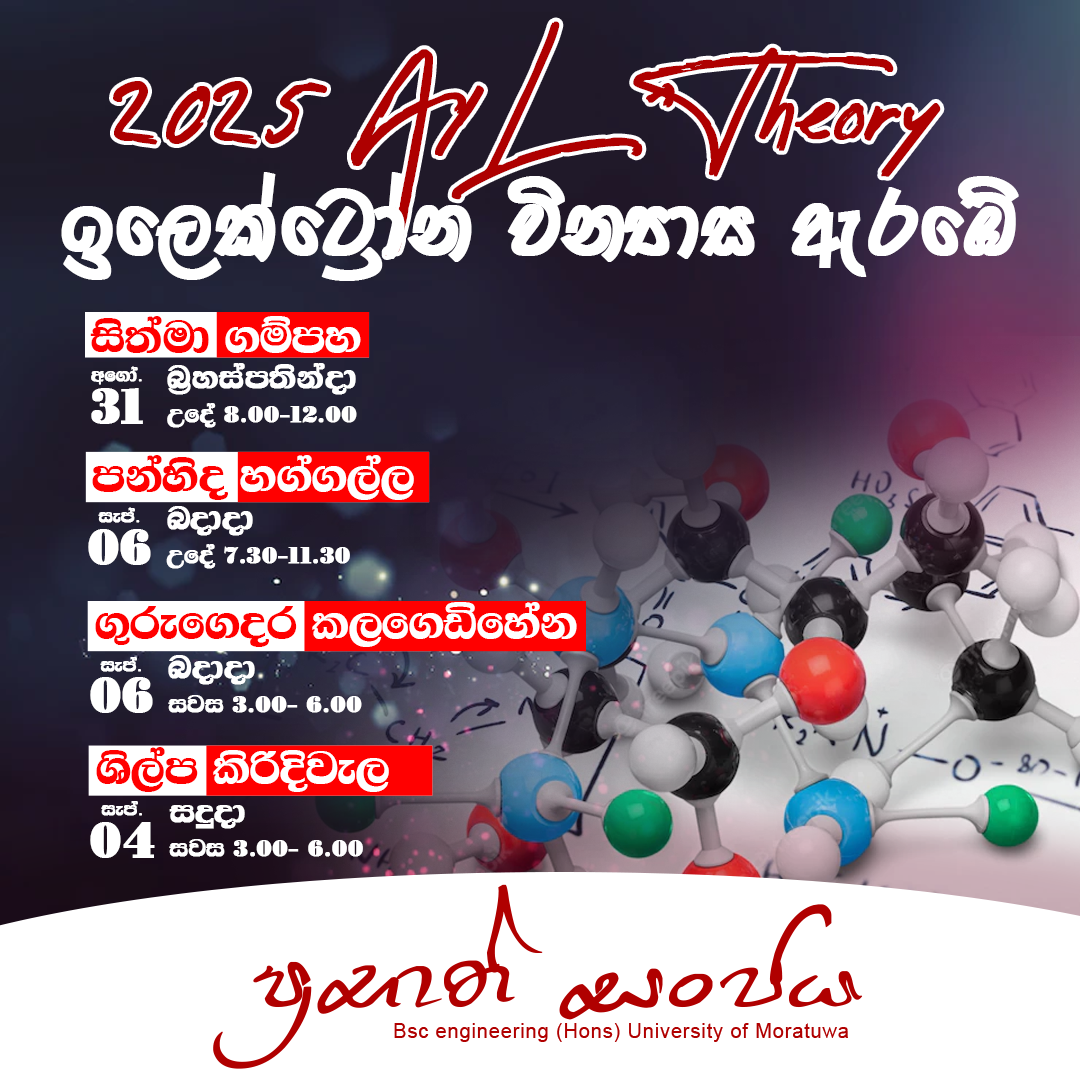 2025 A/L Theory
ඉලෙක්ට්‍රෝන වින්‍යාස ඇරඹේ
සිත්මා ගම්පහ
අගෝ. 31 බ්‍රහස්පතින්දා
උදේ 8.00-12.00
පන්හිද හග්ගල්ල
සැප්. 06 බදාදා
උදේ 7.30-11.30
ගුරුගෙදර කලගෙඩිහේන
සැප්. 06 බදාදා
සවස 3.00- 6.00
ශිල්ප කිරිදිවැල
සැප්. 04 සඳුදා
සවස 3.00- 6.00
සංජය
Bsc engineering (Hons) University of Moratuwa